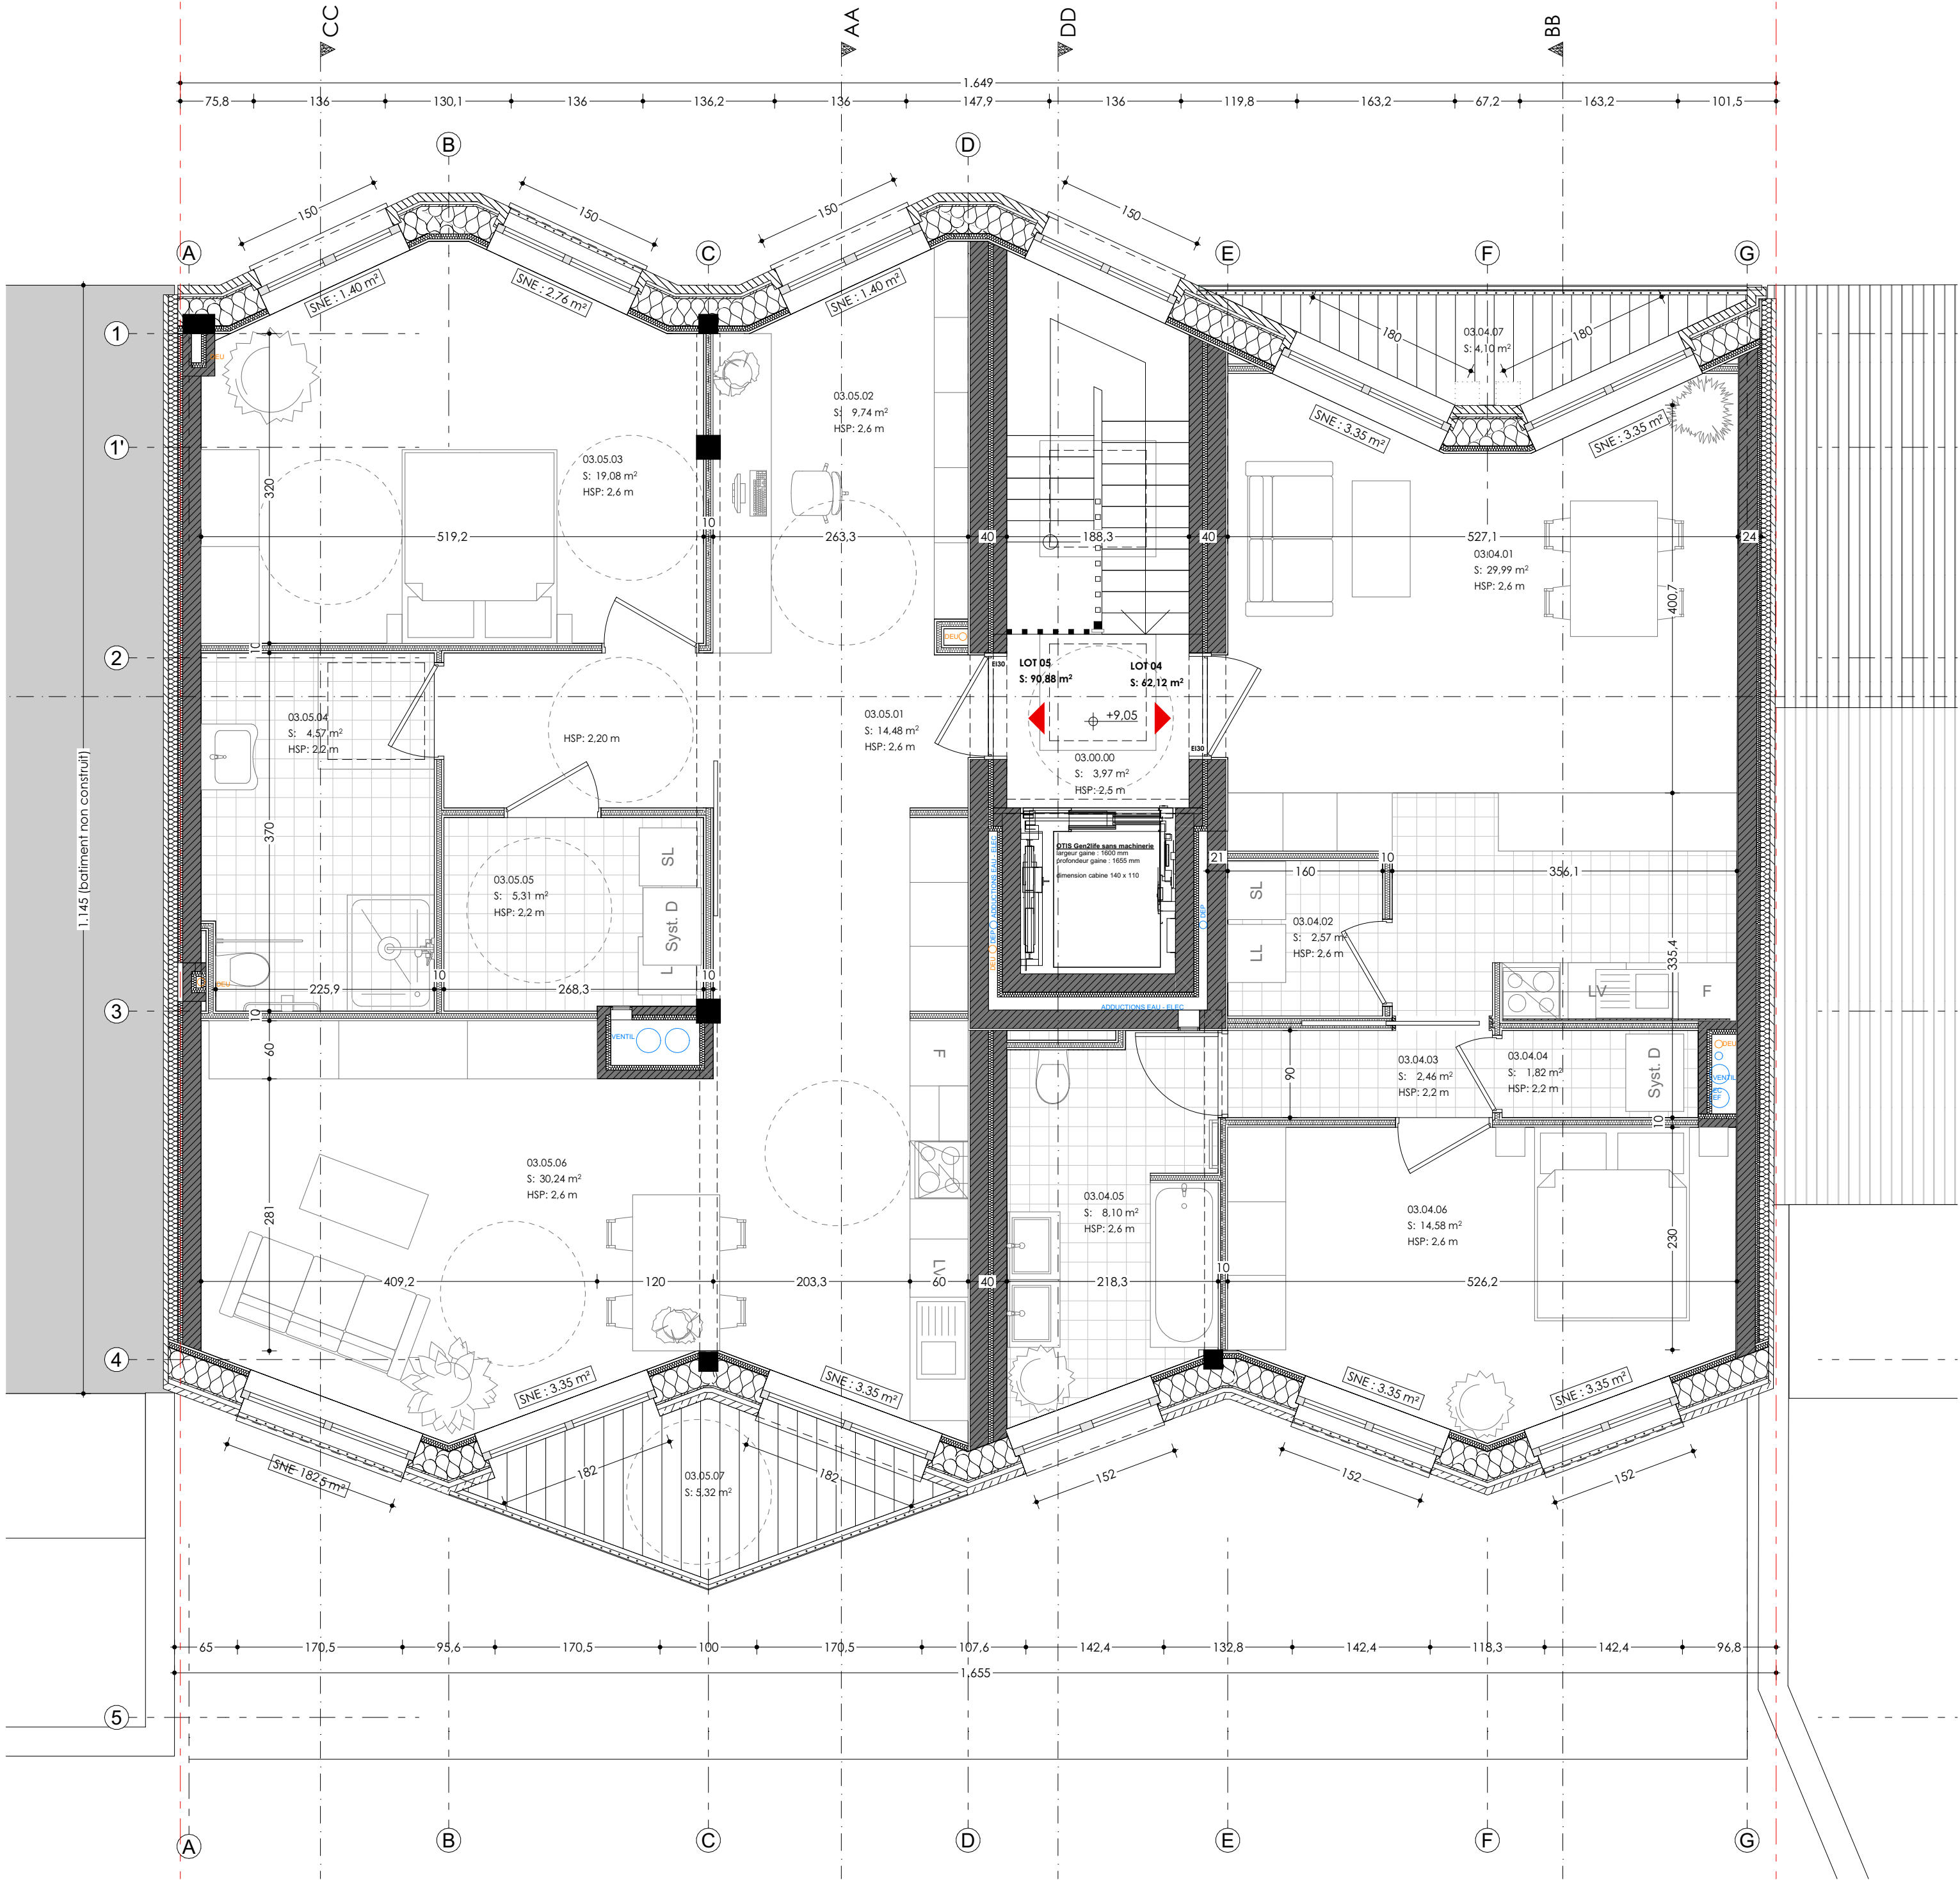 CC
AA
DD
BB
1.649
75,8
136
130,1
136
136,2
136
147,9
136
119,8
163,2
67,2
163,2
101,5
B
D
150
150
150
150
A
C
E
F
G
SNE : 1.40 m²
SNE : 2.76 m²
SNE : 1.40 m²
180
03.04.07
S: 4,10 m²
180
1
DEU
SNE : 3.35 m²
SNE : 3.35 m²
03.05.02
S: 9,74 m²
HSP: 2,6 m
1'
03.05.03
S: 19,08 m²
HSP: 2,6 m
320
10
519,2
263,3
40
188,3
40
527,1
24
03.04.01
S: 29,99 m²
HSP: 2,6 m
400,7
DEU
10
2
EI30
LOT 05
S: 90,88 m²
LOT 04
S: 62,12 m²
+9,05
EI30
03.05.04
S: 4,57 m²
HSP: 2,2 m
HSP: 2,20 m
03.05.01
S: 14,48 m²
HSP: 2,6 m
03.00.00
S: 3,97 m²
HSP: 2,5 m
1.145 (batiment non construit)
370
SL
OTIS Gen2life sans machinerie
largeur gaine : 1600 mm
profondeur gaine : 1655 mm
dimension cabine 140 x 110
21
160
10
356,1
SL
03.05.05
S: 5,31 m²
HSP: 2,2 m
Syst. D
L
DEU
DEP
ADDUCTIONS EAU - ELEC
DEP
03.04.02
S: 2,57 m²
HSP: 2,6 m
LL
335,4
DEU
225,9
10
268,3
10
LV
F
3
10
60
VENTIL
ADDUCTIONS EAU - ELEC
F
90
03.04.03
S: 2,46 m²
HSP: 2,2 m
03.04.04
S: 1,82 m²
HSP: 2,2 m
Syst. D
DEU
VENTIL
EF
10
03.05.06
S: 30,24 m²
HSP: 2,6 m
281
03.04.05
S: 8,10 m²
HSP: 2,6 m
03.04.06
S: 14,58 m²
HSP: 2,6 m
230
LV
409,2
120
203,3
60
40
218,3
10
526,2
4
SNE : 3.35 m²
SNE : 3.35 m²
SNE : 3.35 m²
SNE : 3.35 m²
182
03.05.07
S: 5,32 m²
182
152
152
152
65
170,5
95,6
170,5
100
170,5
107,6
142,4
132,8
142,4
118,3
142,4
96,8
1.655
5
A
B
C
D
E
F
G